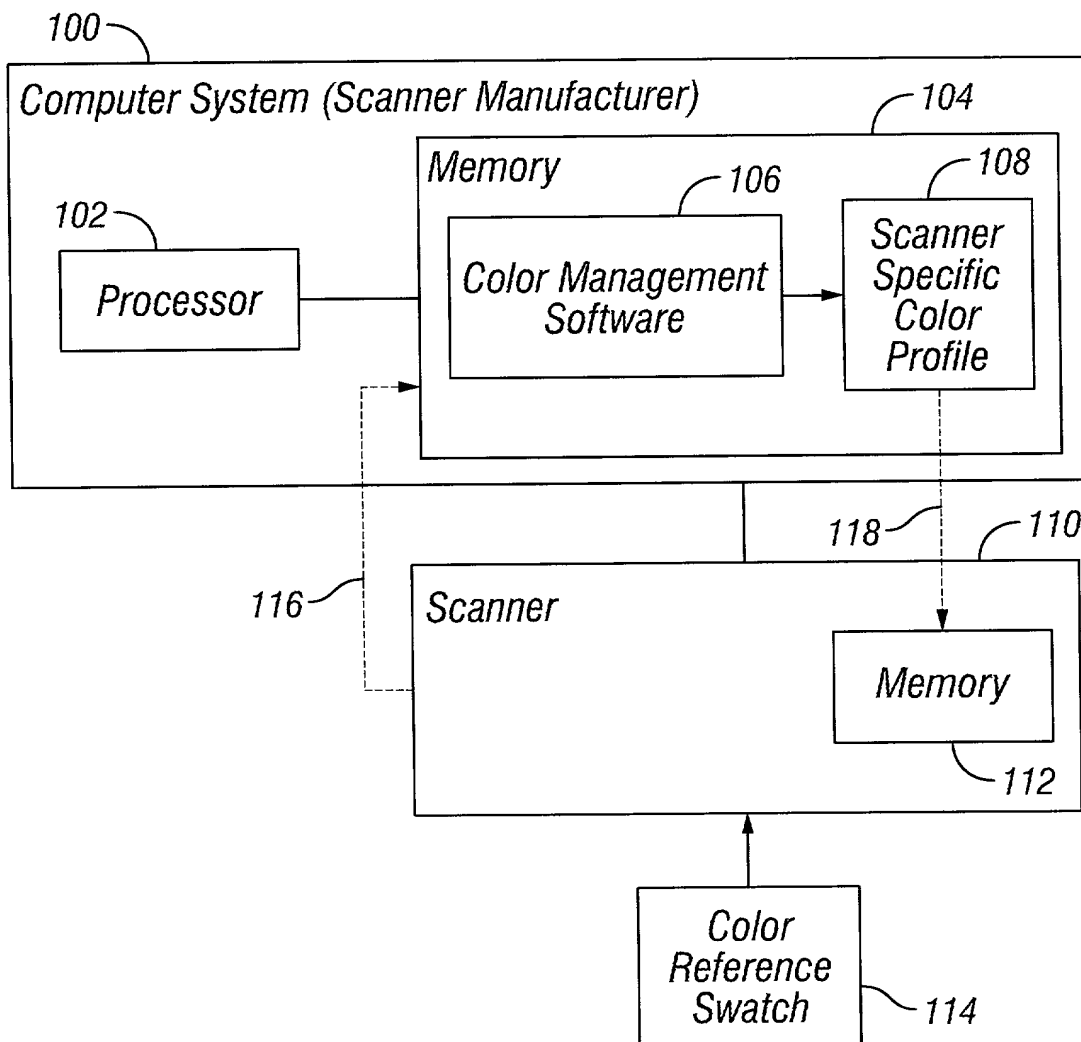 100
Computer System (Scanner Manufacturer)
104
Memory
106
108
102
Processor
Color Management
Software
Scanner
Specific
Color
Profile
118
110
116
Scanner
Memory
112
Color
Reference
Swatch
114